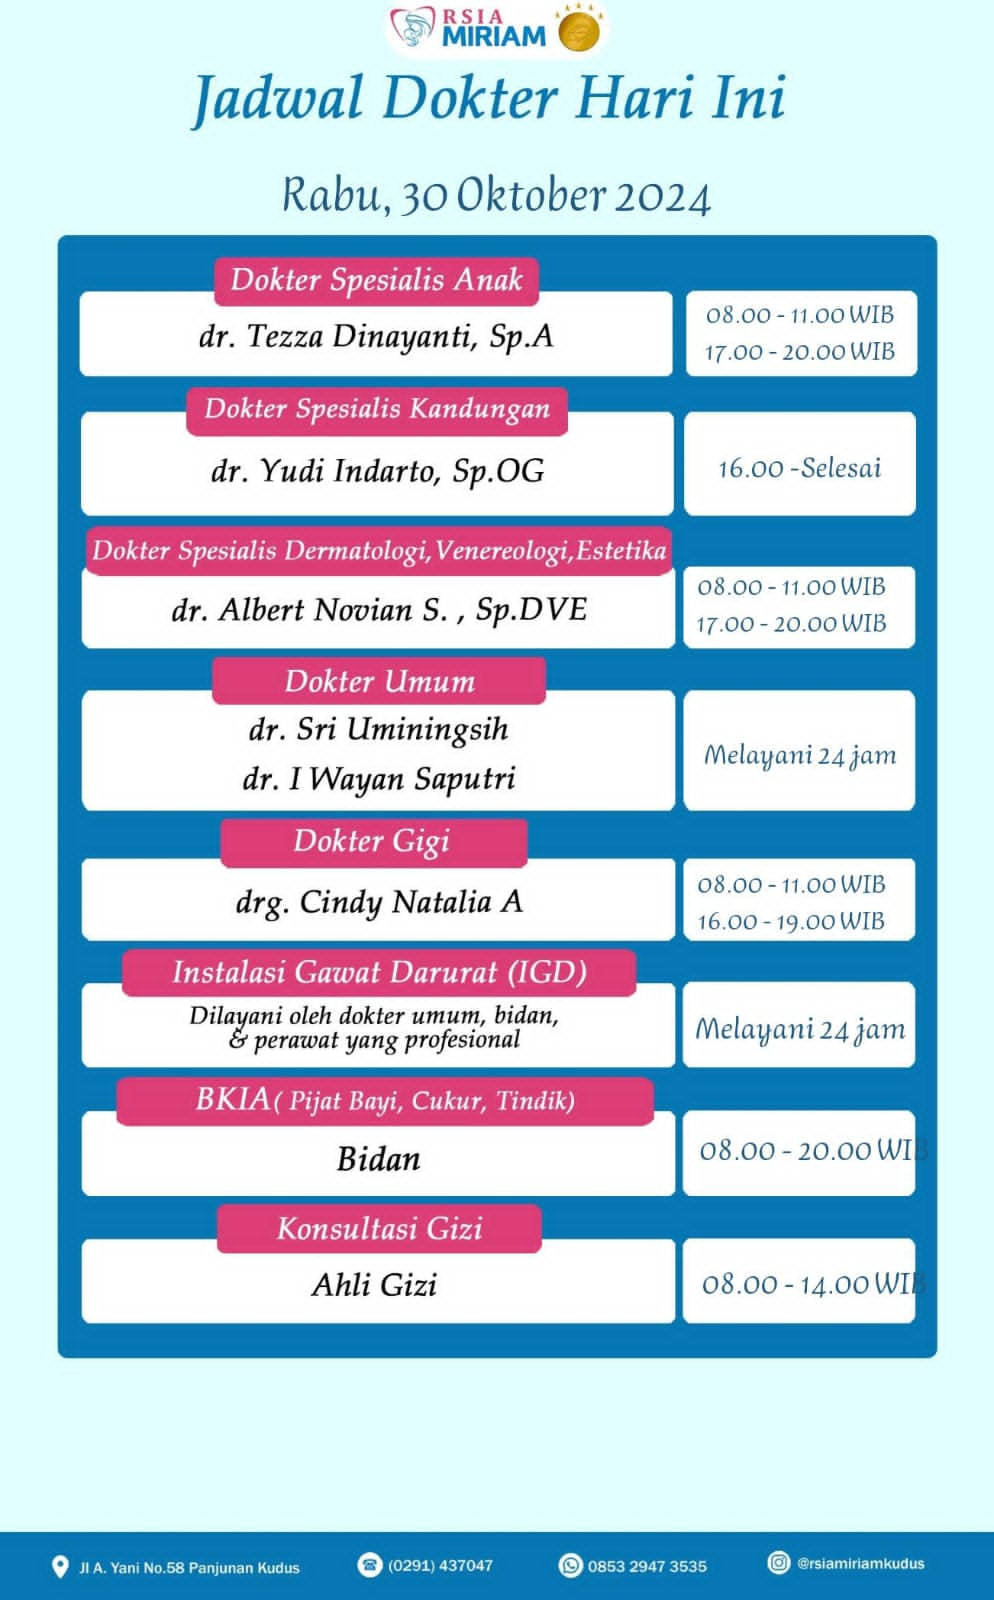 RSIA
MIRIAM
Jadwal Dokter Hari Ini
Rabu, 30 Oktober 2024
Dokter Spesialis Anak
dr. Tezza Dinayanti, Sp.A
08.00 - 11.00 WIB
17.00 - 20.00 WIB
Dokter Spesialis Kandungan
dr. Yudi Indarto, Sp.OG
16.00 -Selesai
Dokter Spesialis Dermatologi,Venereologi,Estetika
dr. Albert Novian S. , Sp.DVE
08.00 - 11.00 WIB
17.00 - 20.00 WIB
Dokter Umum
dr. Sri Uminingsih
dr. I Wayan Saputri
Melayani 24 jam
Dokter Gigi
drg. Cindy Natalia A
08.00 - 11.00 WIB
16.00 - 19.00 WIB
Instalasi Gawat Darurat (IGD)
Dilayani oleh dokter umum, bidan,
& perawat yang profesional
Melayani 24 jam
BKIA( Pijat Bayi, Cukur, Tindik)
Bidan
08.00 - 20.00 WIB
Konsultasi Gizi
Ahli Gizi
08.00 - 14.00 WIB
Jl A. Yani No.58 Panjunan Kudus
(0291) 437047
0853 2947 3535
@rsiamiriamkudus